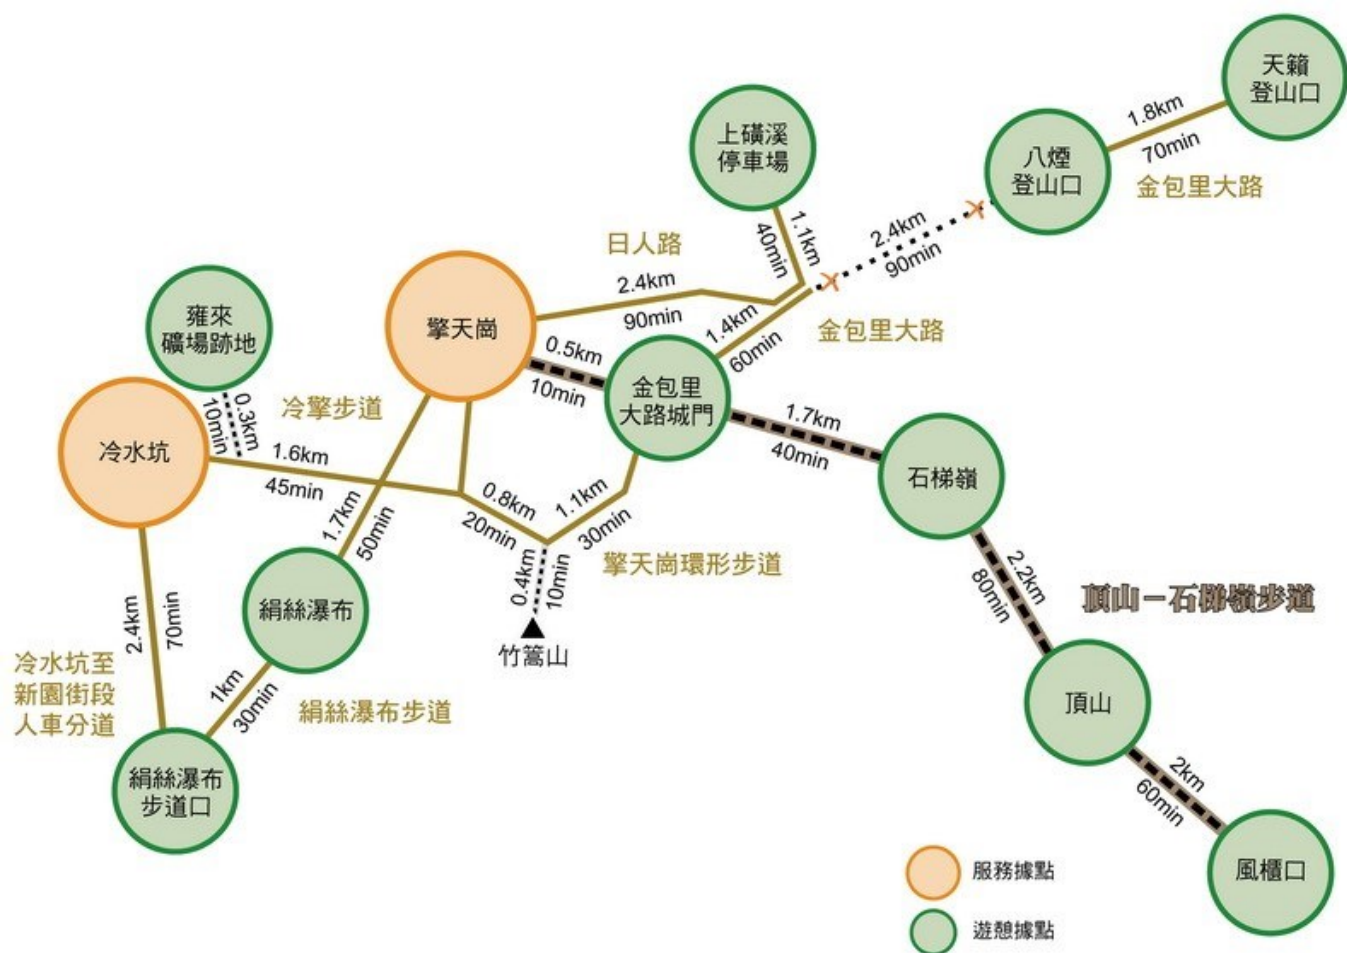 天籟
登山口
1.8km
70min
金包里大路
八煙
登山口
上磺溪
停車場
1.1km
40min
2.4km
90min
日人路
2.4km
90min
金包里大路
1.4km
60min
擎天崗
0.5km
10min
金包里
大路城門
雍來
礦場跡地
0.3km
10min
冷擎步道
冷水坑
1.6km
45min
1.7km
50min
0.8km
20min
1.1km
30min
擎天崗環形步道
0.4km
10min
竹篙山
1.7km
40min
石梯嶺
2.2km
80min
頂山－石梯嶺步道
頂山
2km
60min
風櫃口
絹絲瀑布
2.4km
70min
冷水坑至
新園街段
人車分道
1km
30min
絹絲瀑布步道
絹絲瀑布
步道口
服務據點
遊憩據點